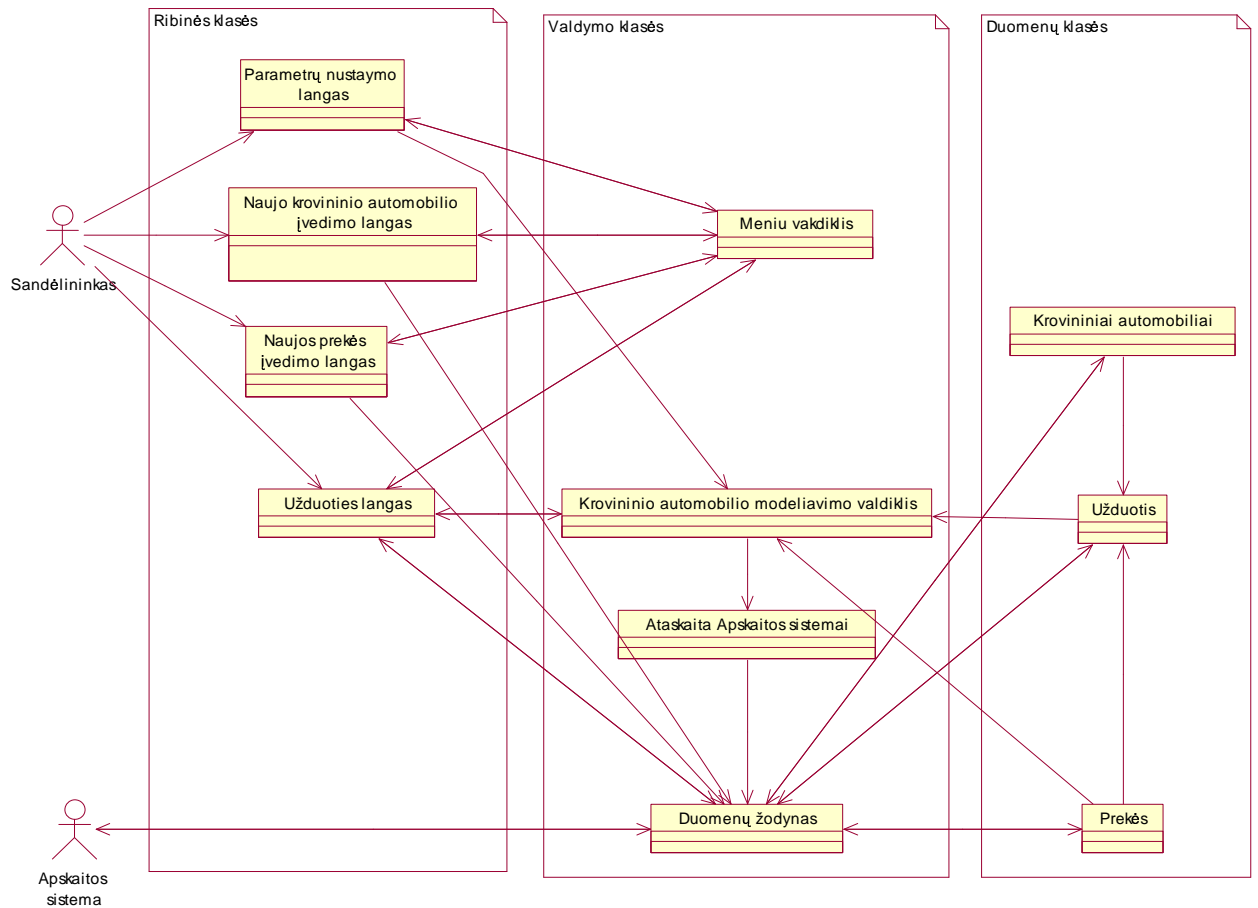 Ribinės klasės
Valdymo klasės
Duomenų klasės
Parametrų nustaymo
langas
Naujo krovininio automobilio
įvedimo langas
Meniu vakdiklis
Sandėlininkas
Krovininiai automobiliai
Naujos prekės
įvedimo langas
Užduoties langas
Krovininio automobilio modeliavimo valdiklis
Užduotis
Ataskaita Apskaitos sistemai
Duomenų žodynas
Prekės
Apskaitos
sistema